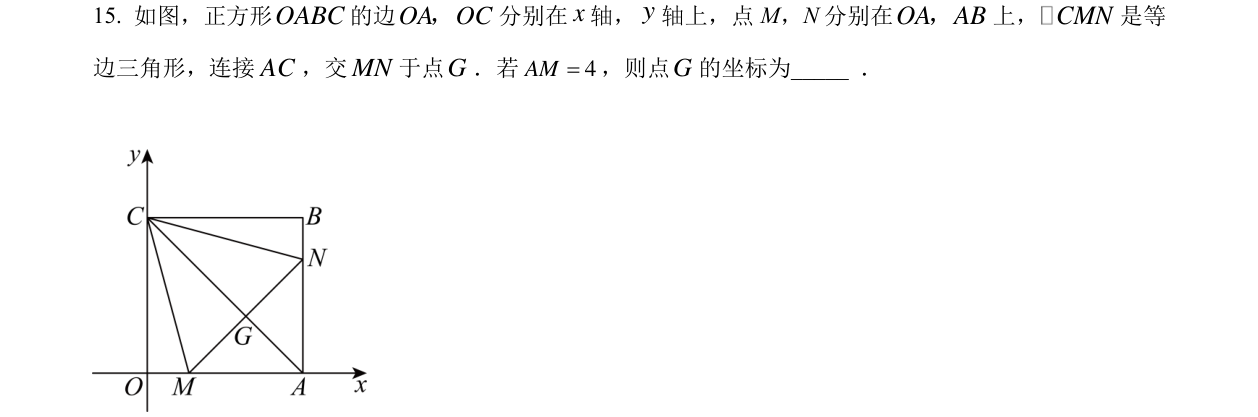 15. 如图，正方形OABC的边OA，OC分别在x轴，y轴上，点M，N分别在OA，AB上，□CMN是等
边三角形，连接AC，交MN于点G．若AM=4，则点G的坐标为_____．
y
C
B
N
G
O
M
A
x